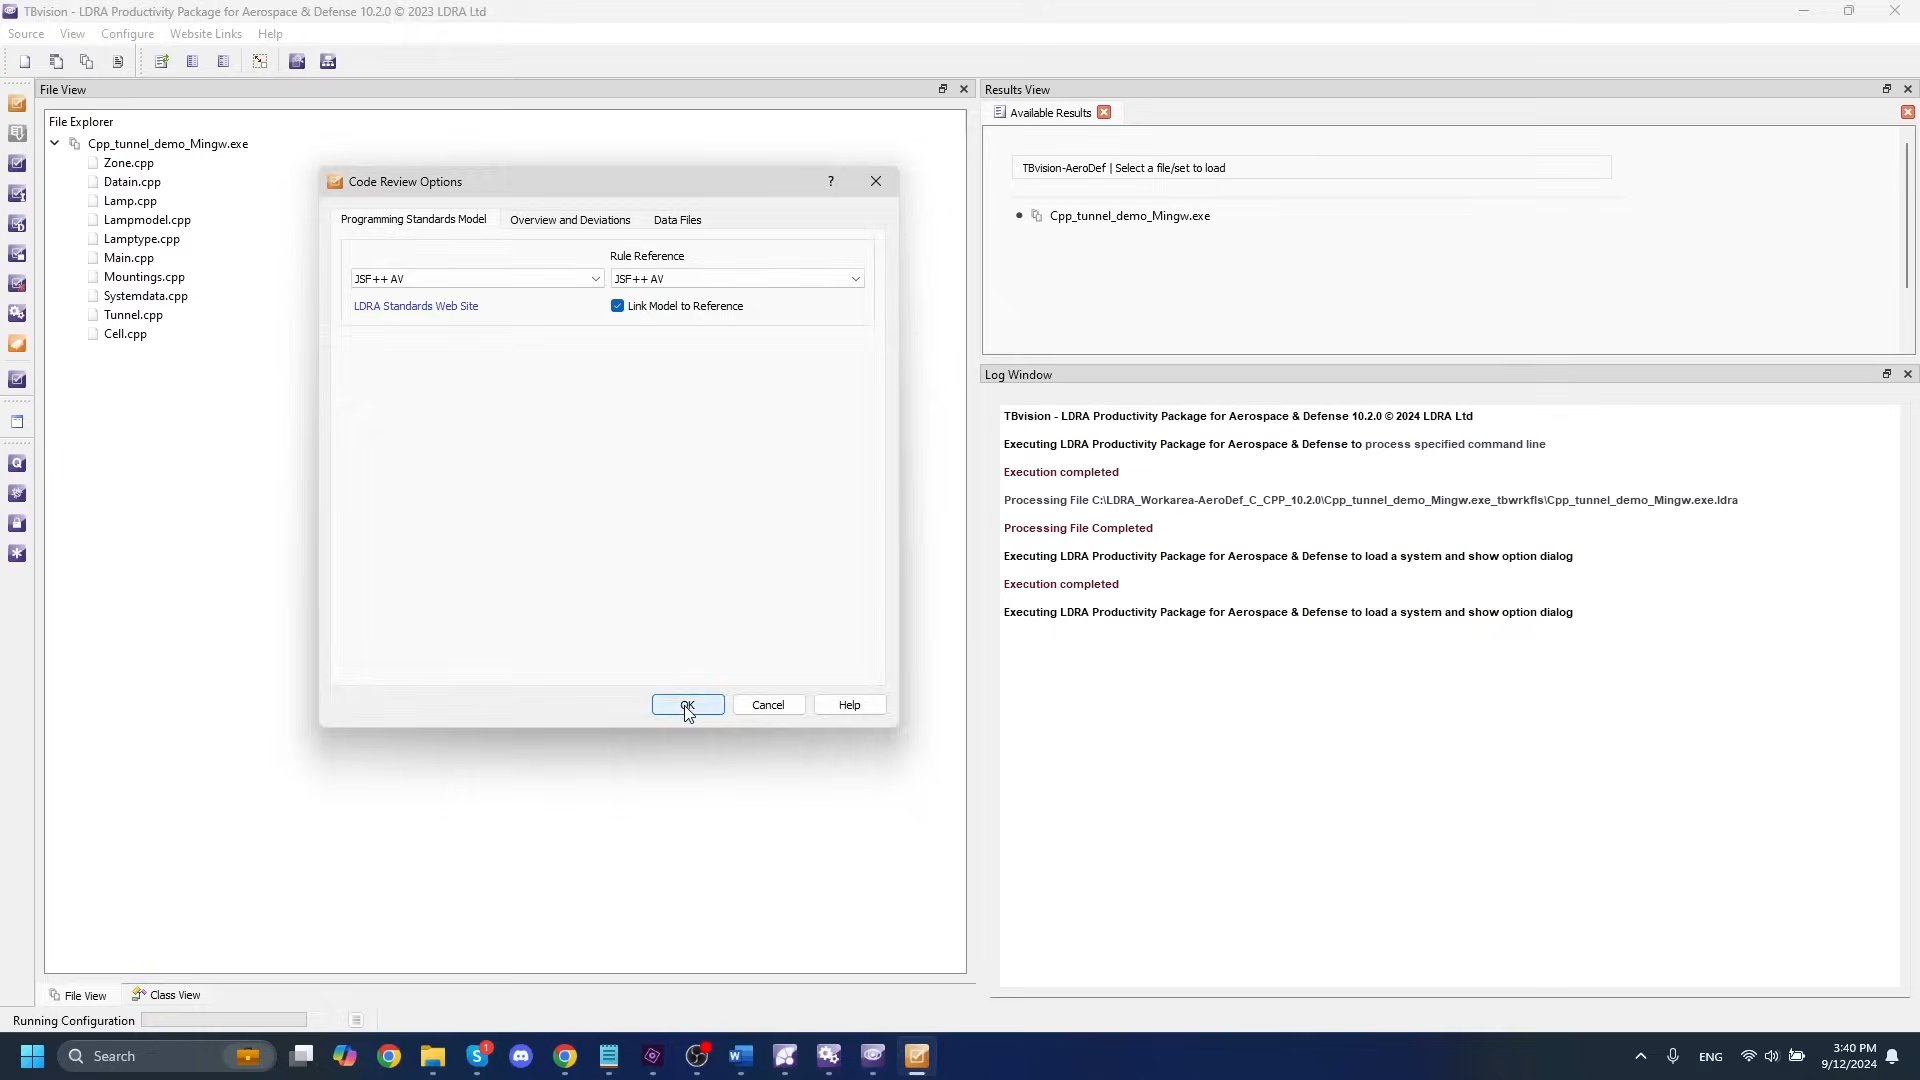 TBvision - LDRA Productivity Package for Aerospace & Defense 10.2.0 © 2023 LDRA Ltd
Source View Configure Website Links Help
File View
File Explorer
Cpp_tunnel_demo_Mingw.exe
Zone.cpp
Datain.cpp
Lamp.cpp
Lampmodel.cpp
Lamptype.cpp
Main.cpp
Mountings.cpp
Systemdata.cpp
Tunnel.cpp
Cell.cpp
Code Review Options
?
Programming Standards Model Overview and Deviations Data Files
Rule Reference
JSF++ AV JSF++ AV
LDRA Standards Web Site Link Model to Reference
OK Cancel Help
Results View
Available Results
TBvision-AeroDef | Select a file/set to load
Cpp_tunnel_demo_Mingw.exe
Log Window
TBvision - LDRA Productivity Package for Aerospace & Defense 10.2.0 © 2024 LDRA Ltd
Executing LDRA Productivity Package for Aerospace & Defense to process specified command line
Execution completed
Processing File C:\LDRA_Workarea-AeroDef_C_CPP_10.2.0\Cpp_tunnel_demo_Mingw.exe_tbwrkfls\Cpp_tunnel_demo_Mingw.exe.ldra
Processing File Completed
Executing LDRA Productivity Package for Aerospace & Defense to load a system and show option dialog
Execution completed
Executing LDRA Productivity Package for Aerospace & Defense to load a system and show option dialog
File View Class View
Running Configuration
Search
1
ENG
3:40 PM
9/12/2024